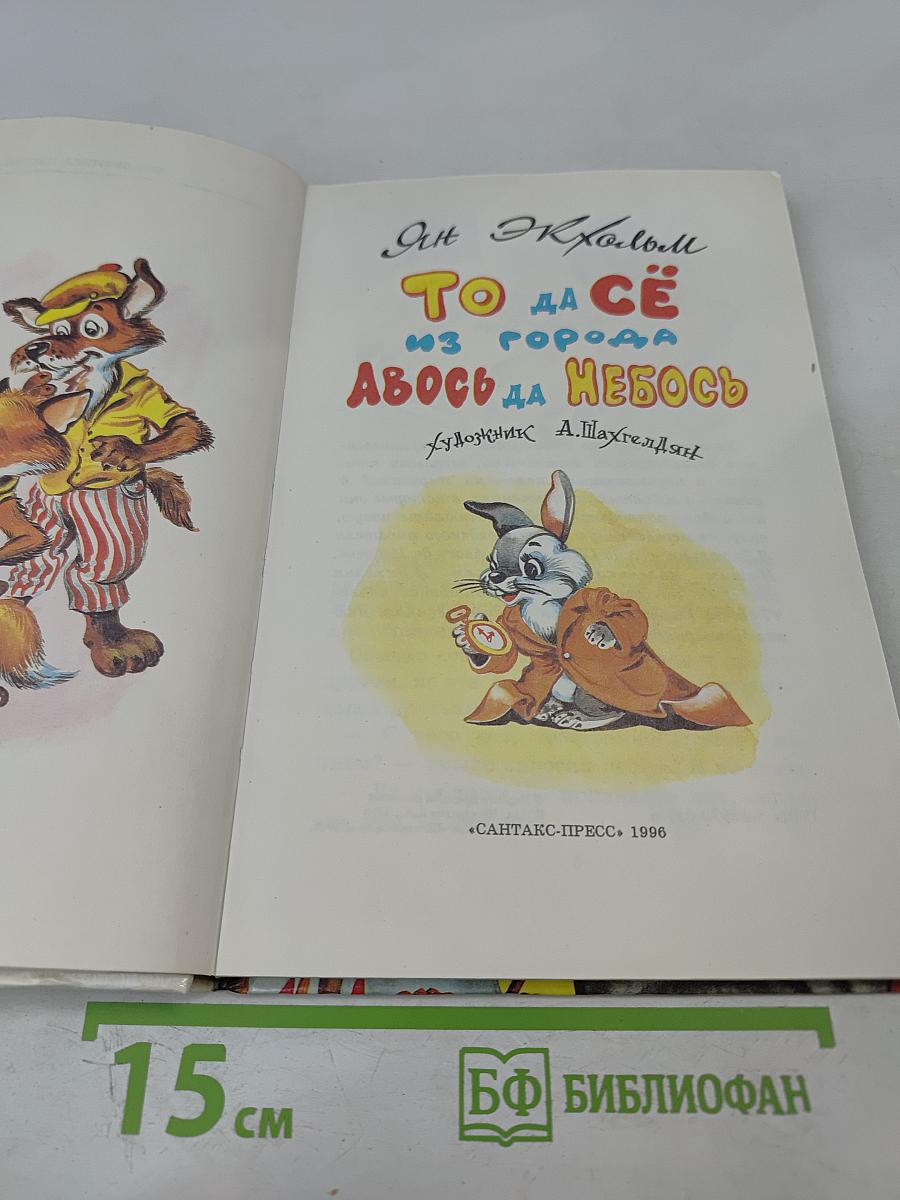 Ян Экхольм
ТО ДА СЁ
ИЗ ГОРОДА
АВОСЬ ДА НЕБОСЬ
художник А. Шахгелдян
«САНТАКС-ПРЕСС» 1996
15 см
БФ БИБЛИОФАН